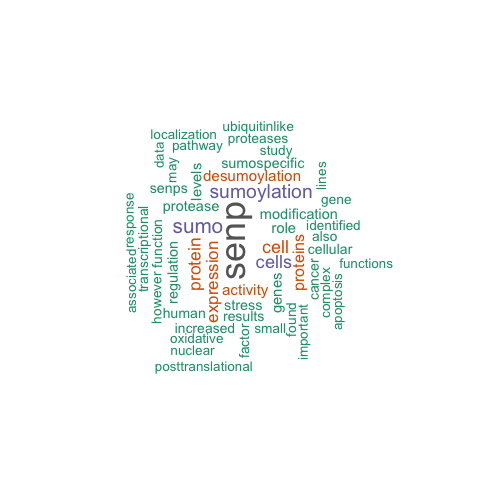 ubiquitinlike
localization
proteases
pathway
data
study
may
sumospecific
lines
desumoylation
levels
senps
sumoylation
gene
protease
modification
response
senp
sumo
role
identified
transcriptional
also
function
protein
cell
proteins
cellular
associated
regulation
expression
cells
functions
cancer
however
activity
genes
complex
apoptosis
human
stress
results
found
increased
small
important
oxidative
factor
nuclear
posttranslational